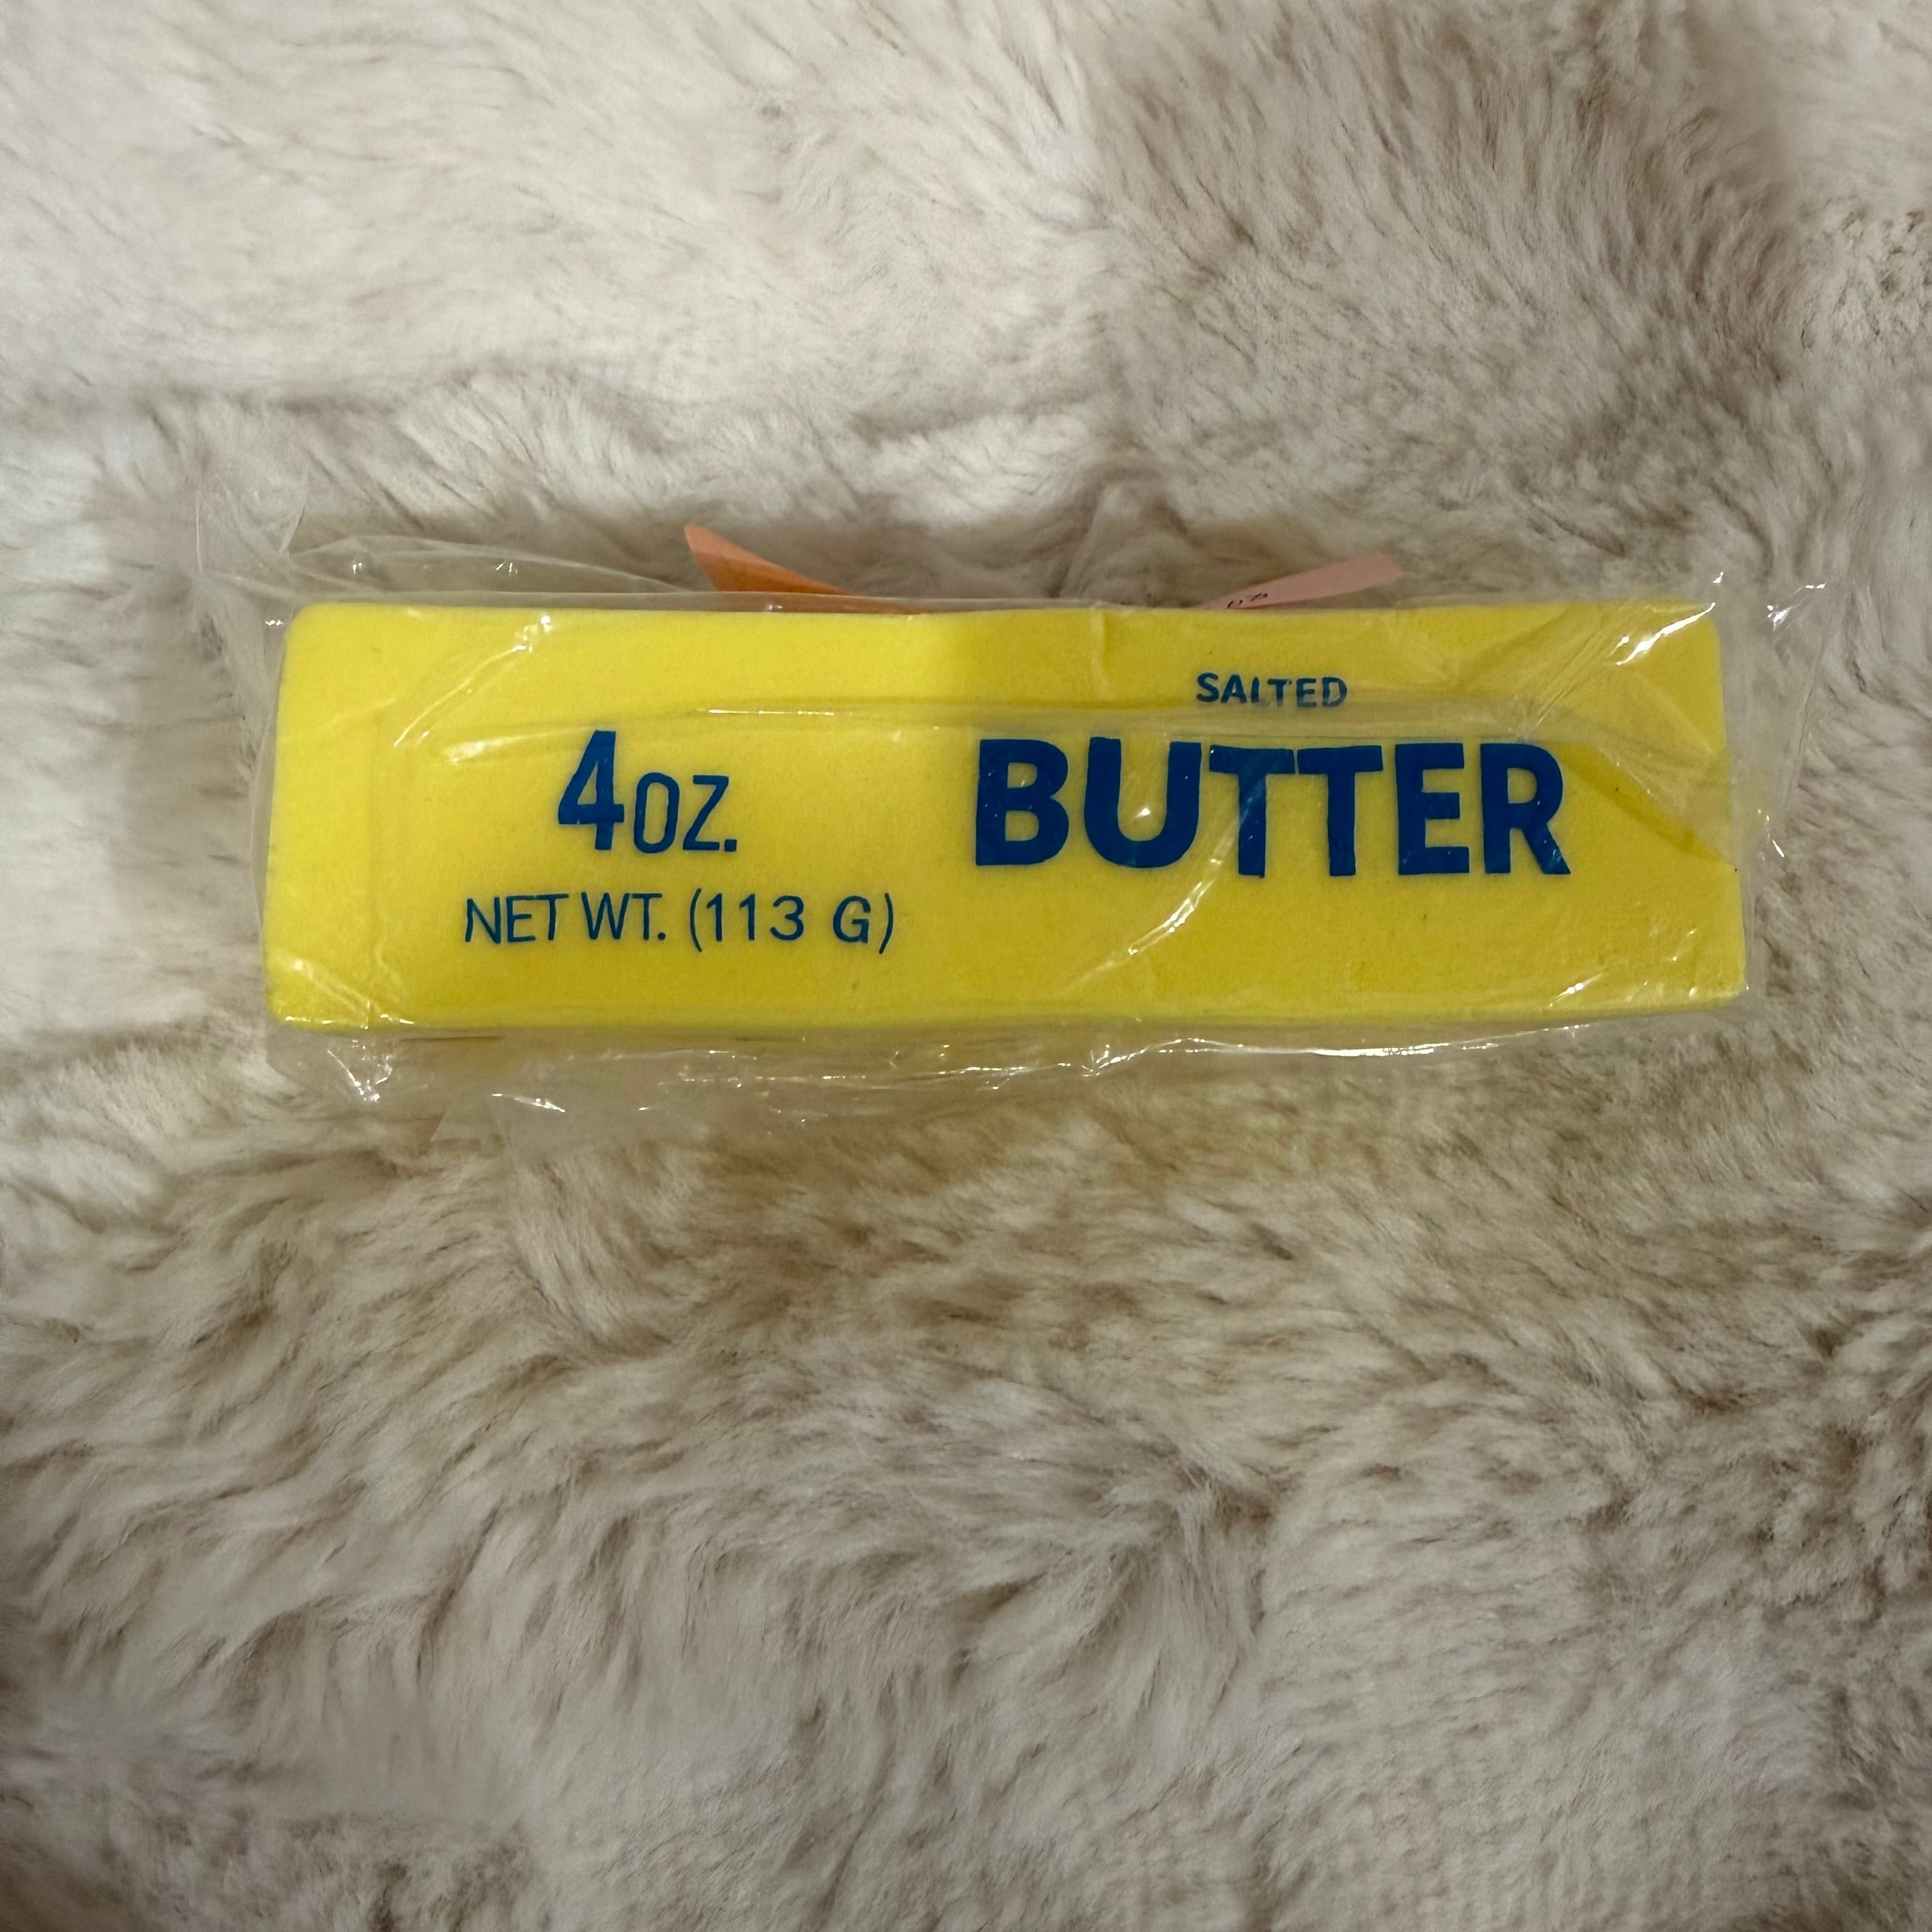 SALTED
4OZ.
BUTTER
NET WT. (113 G)